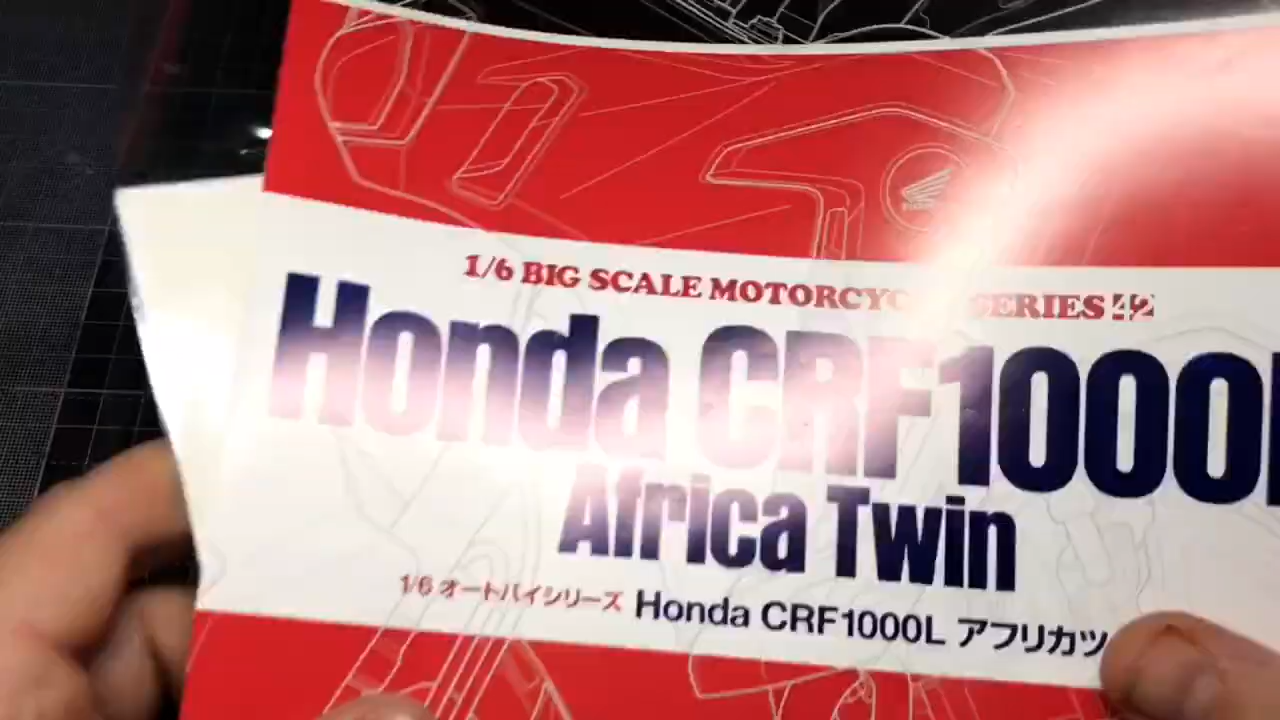 1/6 BIG SCALE MOTORCYC SERIES 42
Honda CRF1000
Africa Twin
1/6 オートバイシリーズ Honda CRF1000L アフリカツ